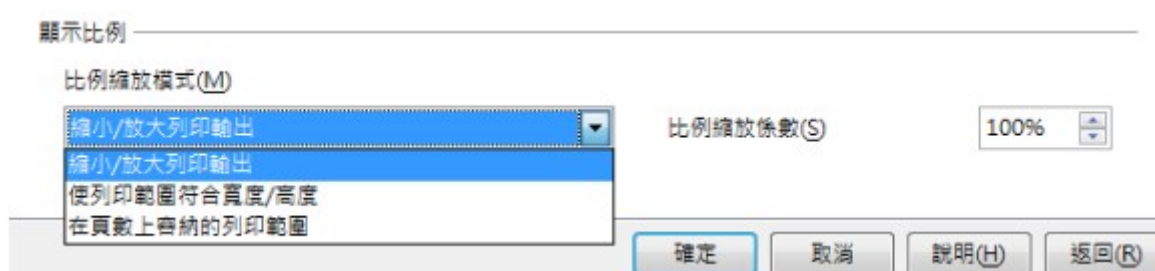 顯示比例
比例縮放模式(M)
縮小/放大列印輸出
比例縮放係數(S)
100%
縮小/放大列印輸出
使列印範圍符合寬度/高度
在頁數上容納的列印範圍
確定
取消
說明(H)
返回(R)